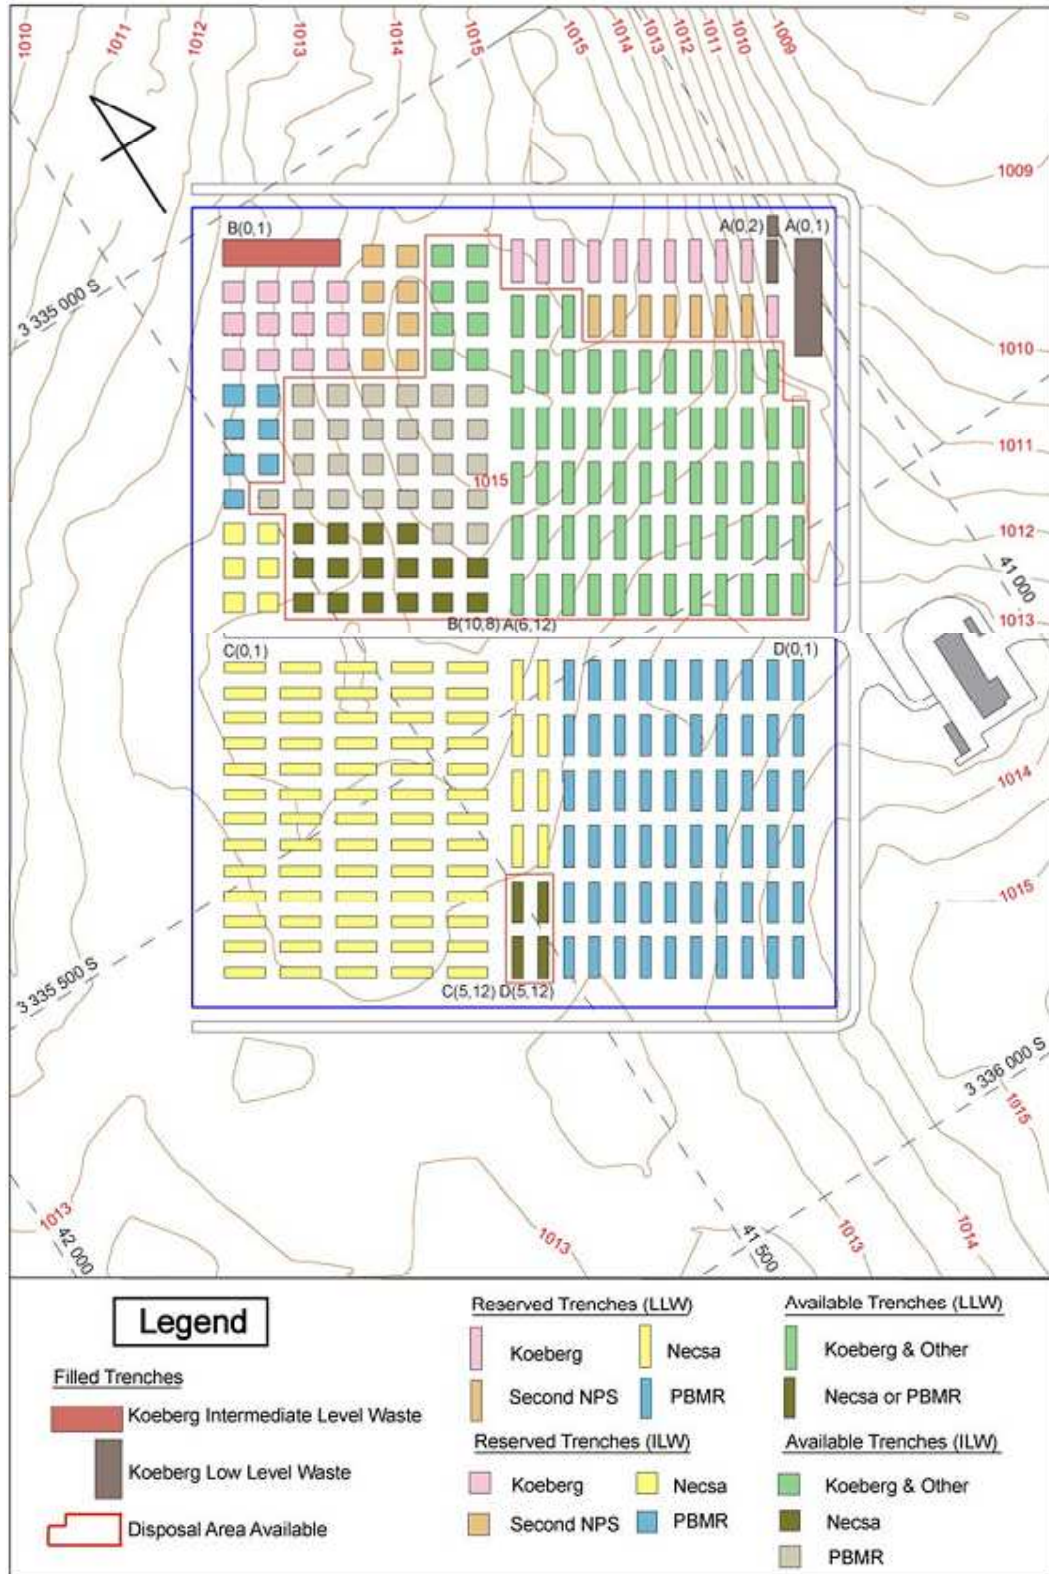 1010
1011
1012
1013
1014
1015
1015
1014
1013
1012
1011
1010
1009
1009
B(0,1)
A(0,2)
A(0,1)
3 335 000 S
1010
1011
1015
1012
41 000
1013
B(10,8) A(6,12)
C(0,1)
D(0,1)
1014
1015
3 335 500 S
C(5,12) D(5,12)
3 336 000 S
1015
1013
42 000
1013
41 500
1013
1014
Legend
Filled Trenches
Koeberg Intermediate Level Waste
Koeberg Low Level Waste
Disposal Area Available
Reserved Trenches (LLW)
Koeberg
Necsa
Second NPS
PBMR
Reserved Trenches (ILW)
Koeberg
Necsa
Second NPS
PBMR
Available Trenches (LLW)
Koeberg & Other
Necsa or PBMR
Available Trenches (ILW)
Koeberg & Other
Necsa
PBMR